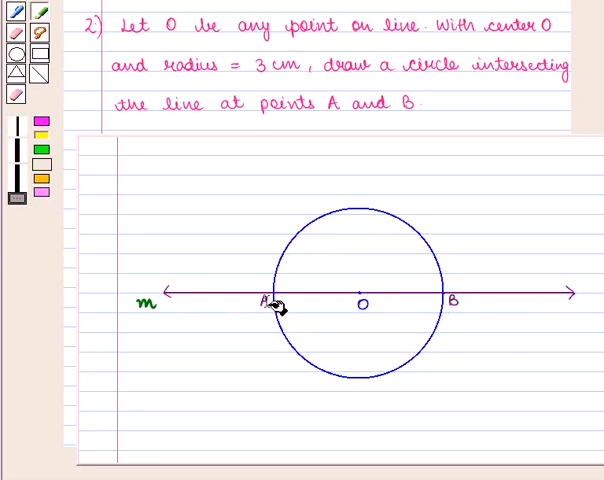 2) Let O be any point on line. With center O
and radius = 3 cm, draw a circle intersecting
the line at points A and B.
m A O B